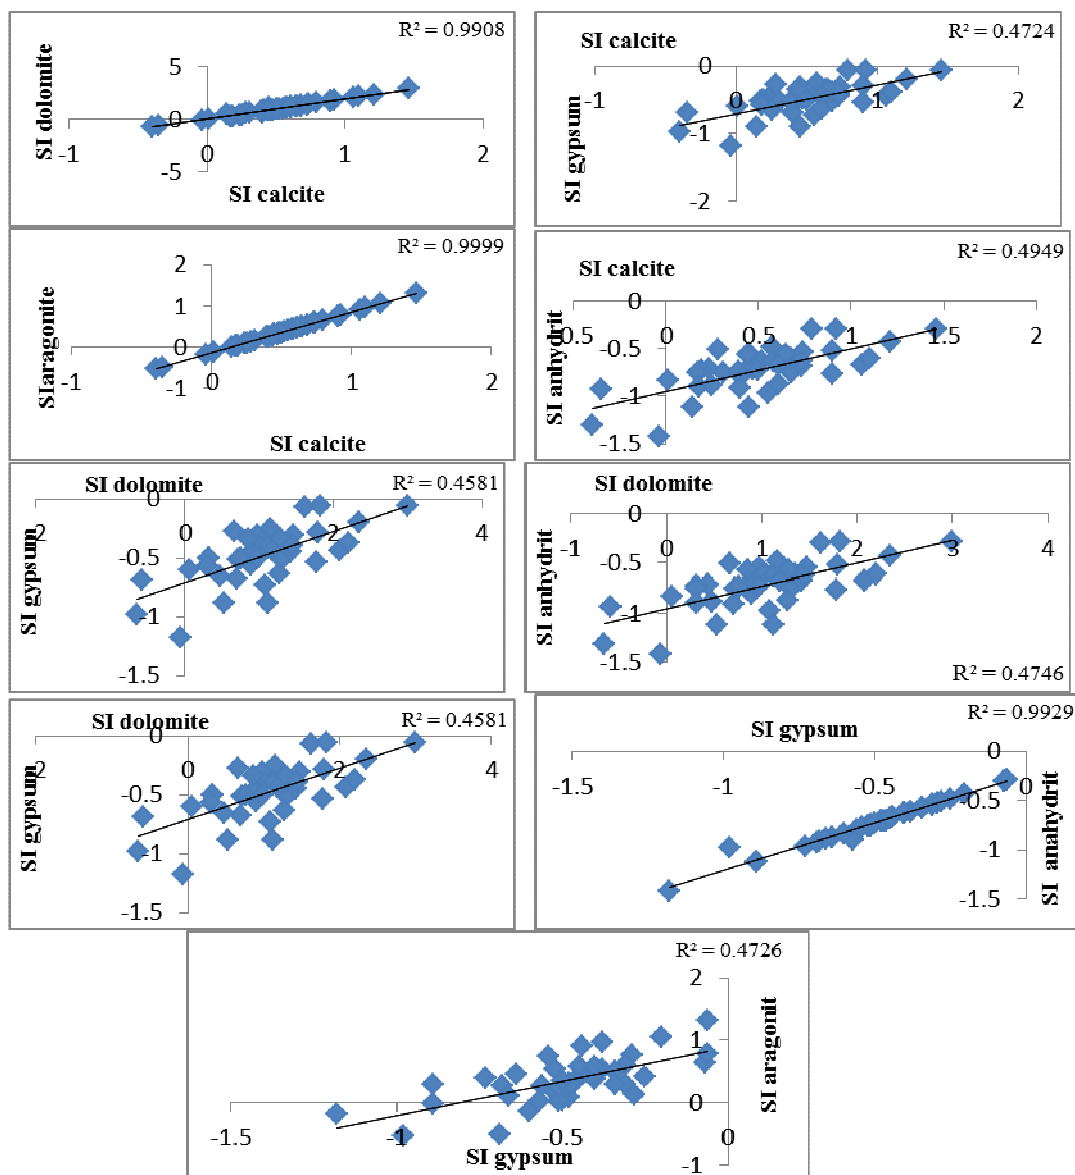 R² = 0.9908
SI dolomite
5
0
-5
-1
0
1
2
SI calcite
SI calcite
R² = 0.4724
0
-1
-2
-1
0
1
2
SI gypsum
R² = 0.9999
SI aragonite
2
1
0
-1
-1
0
1
2
SI calcite
R² = 0.4949
SI calcite
0
-0.5
-1
-1.5
0.5
0
0.5
1
1.5
2
SI anhydrit
SI dolomite
R² = 0.4581
0
-0.5
-1
-1.5
2
0
2
4
SI gypsum
SI dolomite
0
-0.5
-1
-1.5
-1
0
1
2
3
4
SI anhydrit
R² = 0.4746
SI dolomite
R² = 0.4581
0
-0.5
-1
-1.5
2
0
2
4
SI gypsum
R² = 0.9929
SI gypsum
-1.5
-1
-0.5
0
0
-0.5
-1
-1.5
SI anahydrit
R² = 0.4726
2
1
0
-1
SI aragonit
-1.5
-1
-0.5
0
SI gypsum